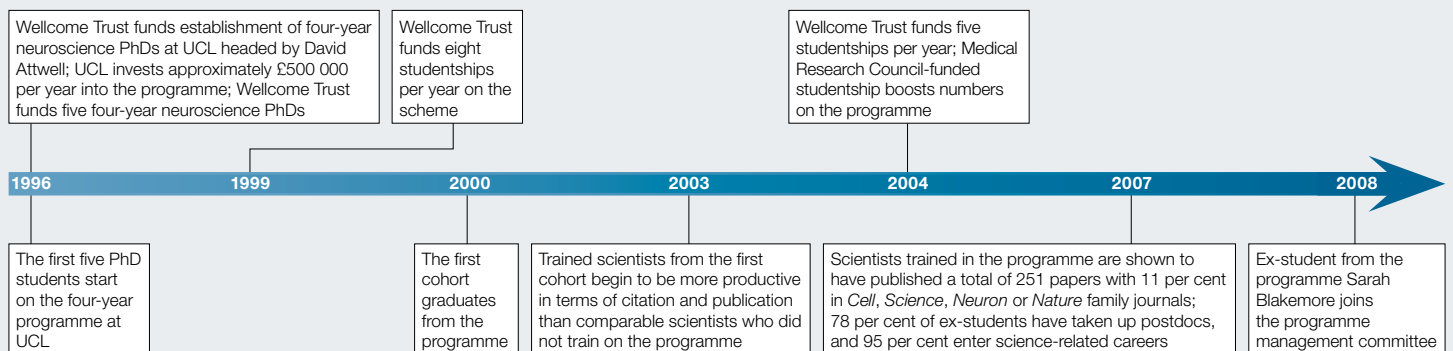 Wellcome Trust funds establishment of four-year
neuroscience PhDs at UCL headed by David
Attwell; UCL invests approximately £500 000
per year into the programme; Wellcome Trust
funds five four-year neuroscience PhDs
Wellcome Trust
funds eight
studentships
per year on the
scheme
Wellcome Trust funds five
studentships per year; Medical
Research Council-funded
studentship boosts numbers
on the programme
1996 1999 2000 2003 2004 2007 2008
The first five PhD
students start
on the four-year
programme at
UCL
The first
cohort
graduates
from the
programme
Trained scientists from the first
cohort begin to be more productive
in terms of citation and publication
than comparable scientists who did
not train on the programme
Scientists trained in the programme are shown to
have published a total of 251 papers with 11 per cent
in Cell, Science, Neuron or Nature family journals;
78 per cent of ex-students have taken up postdocs,
and 95 per cent enter science-related careers
Ex-student from the
programme Sarah
Blakemore joins
the programme
management committee